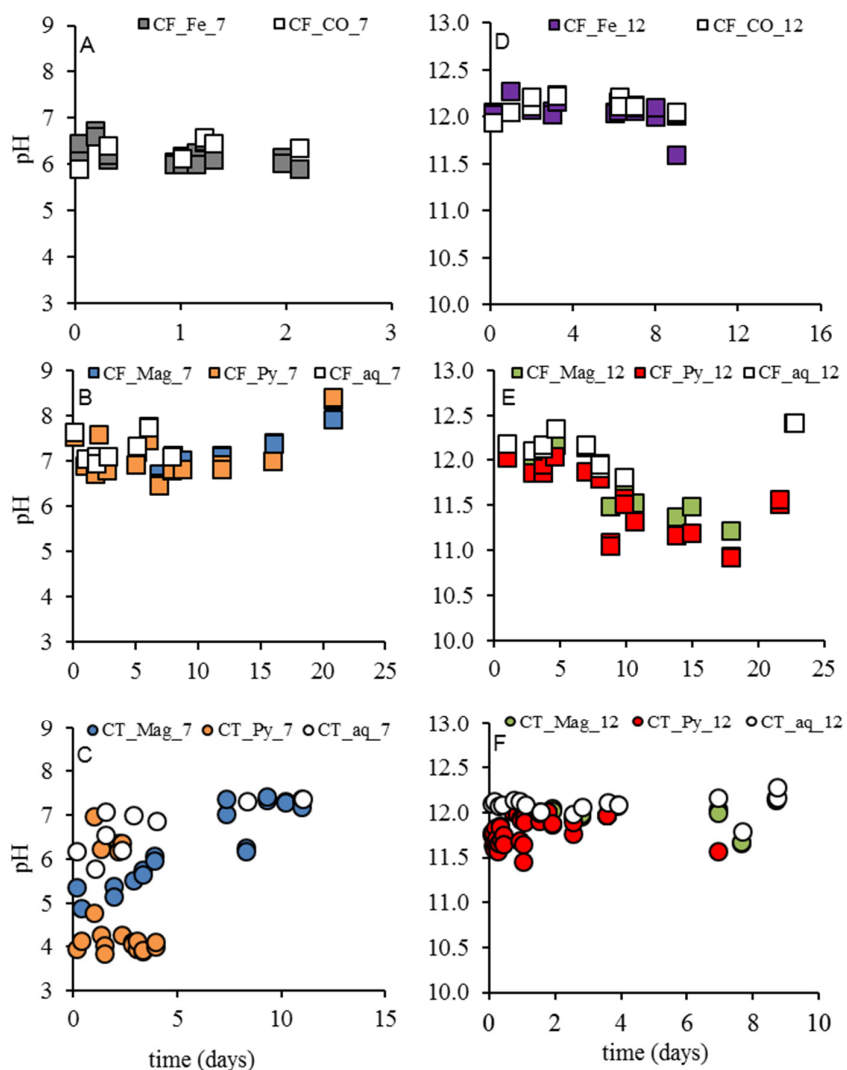 A CF_Fe_7 CF_CO_7
9
8
7
6
5
4
3
pH
0 1 2 3
D CF_Fe_12 CF_CO_12
13.0
12.5
12.0
11.5
11.0
10.5
10.0
0 4 8 12 16
CF_Mag_7 CF_Py_7 CF_aq_7
B
9
8
7
6
5
4
3
pH
0 5 10 15 20 25
CF_Mag_12 CF_Py_12 CF_aq_12
E
13.0
12.5
12.0
11.5
11.0
10.5
10.0
0 5 10 15 20 25
CT_Mag_7 CT_Py_7 CT_aq_7
C
9
8
7
6
5
4
3
pH
0 5 10 15
time (days)
CT_Mag_12 CT_Py_12 CT_aq_12
F
13.0
12.5
12.0
11.5
11.0
10.5
10.0
0 2 4 6 8 10
time (days)